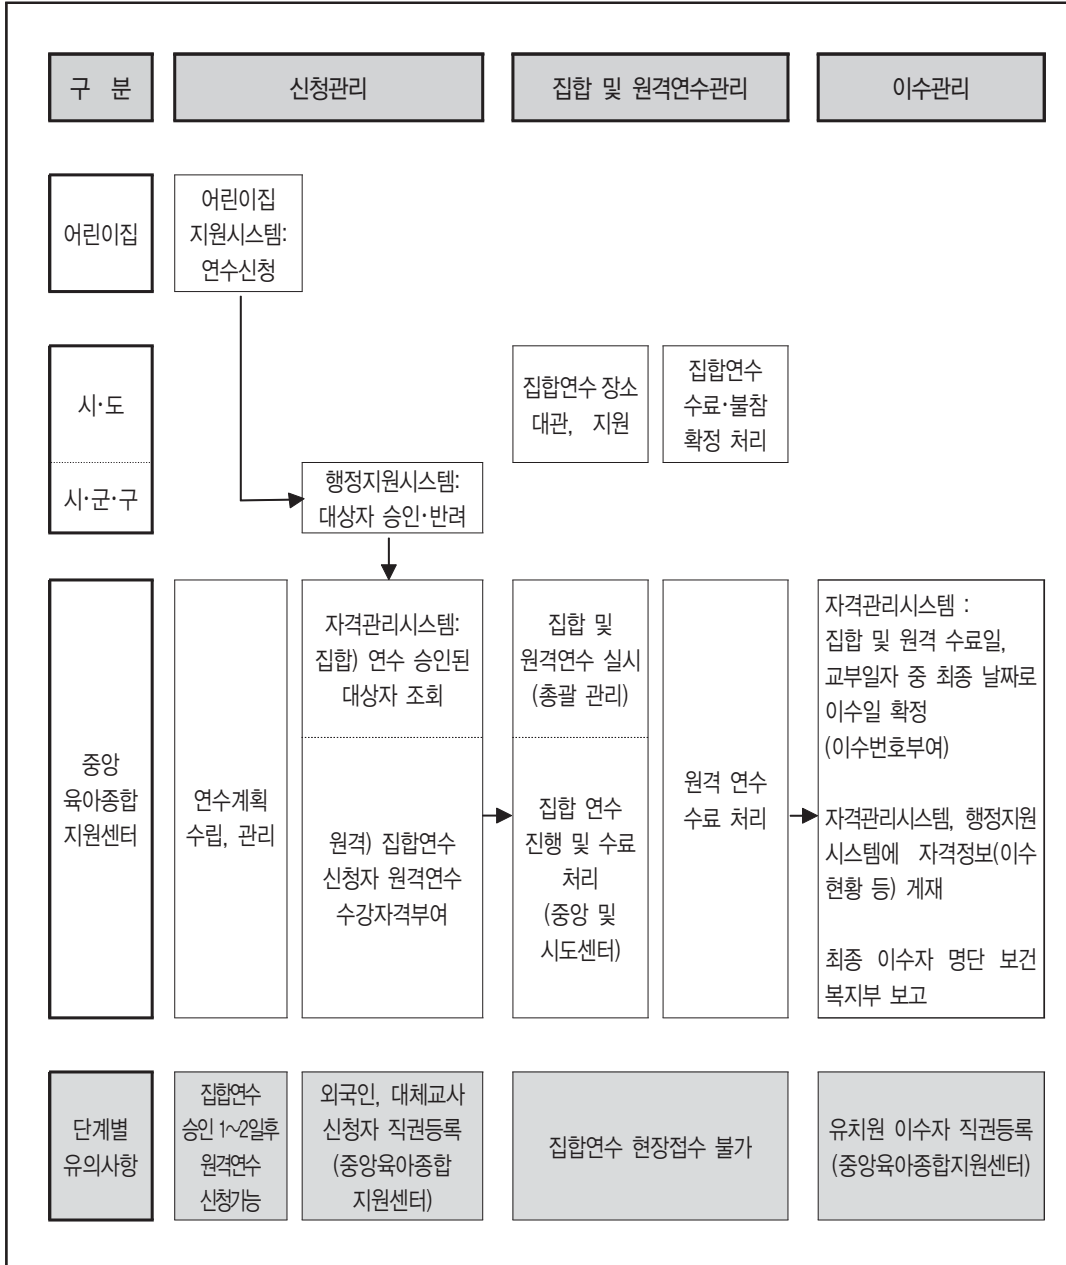 구 분
신청관리
집합 및 원격연수관리
이수관리
어린이집
어린이집
지원시스템:
연수신청
시·도
집합연수 장소
대관, 지원
집합연수
수료·불참
확정 처리
시·군·구
행정지원시스템:
대상자 승인·반려
중앙
육아종합
지원센터
연수계획
수립, 관리
자격관리시스템:
집합) 연수 승인된
대상자 조회
원격) 집합연수
신청자 원격연수
수강자격부여
집합 및
원격연수 실시
(총괄 관리)
집합 연수
진행 및 수료
처리
(중앙 및
시도센터)
원격 연수
수료 처리
자격관리시스템 :
집합 및 원격 수료일,
교부일자 중 최종 날짜로
이수일 확정
(이수번호부여)
자격관리시스템, 행정지원
시스템에 자격정보(이수
현황 등) 게재
최종 이수자 명단 보건
복지부 보고
단계별
유의사항
집합연수
승인 1~2일후
원격연수
신청가능
외국인, 대체교사
신청자 직권등록
(중앙육아종합
지원센터)
집합연수 현장접수 불가
유치원 이수자 직권등록
(중앙육아종합지원센터)